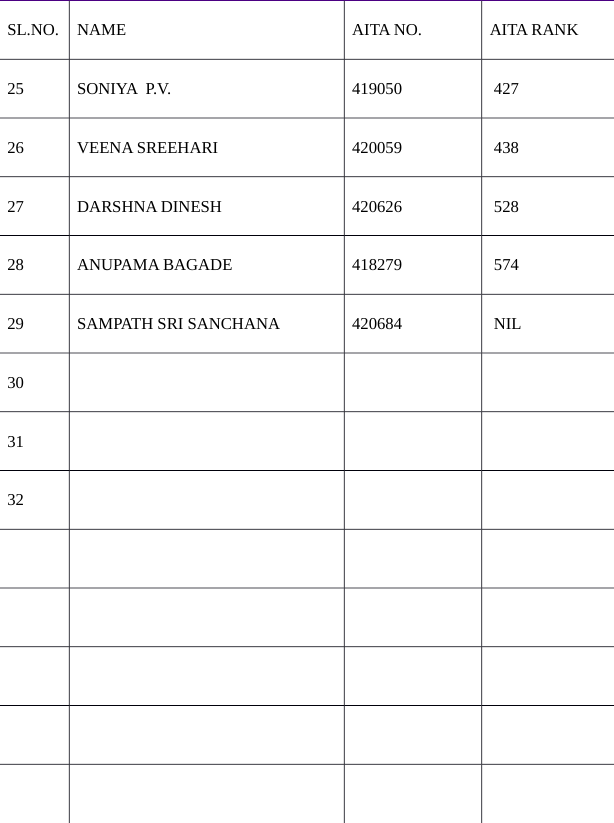 SL.NO. NAME AITA NO. AITA RANK
25 SONIYA  P.V. 419050 427
26 VEENA SREEHARI 420059 438
27 DARSHNA DINESH 420626 528
28 ANUPAMA BAGADE 418279 574
29 SAMPATH SRI SANCHANA 420684 NIL
30
31
32